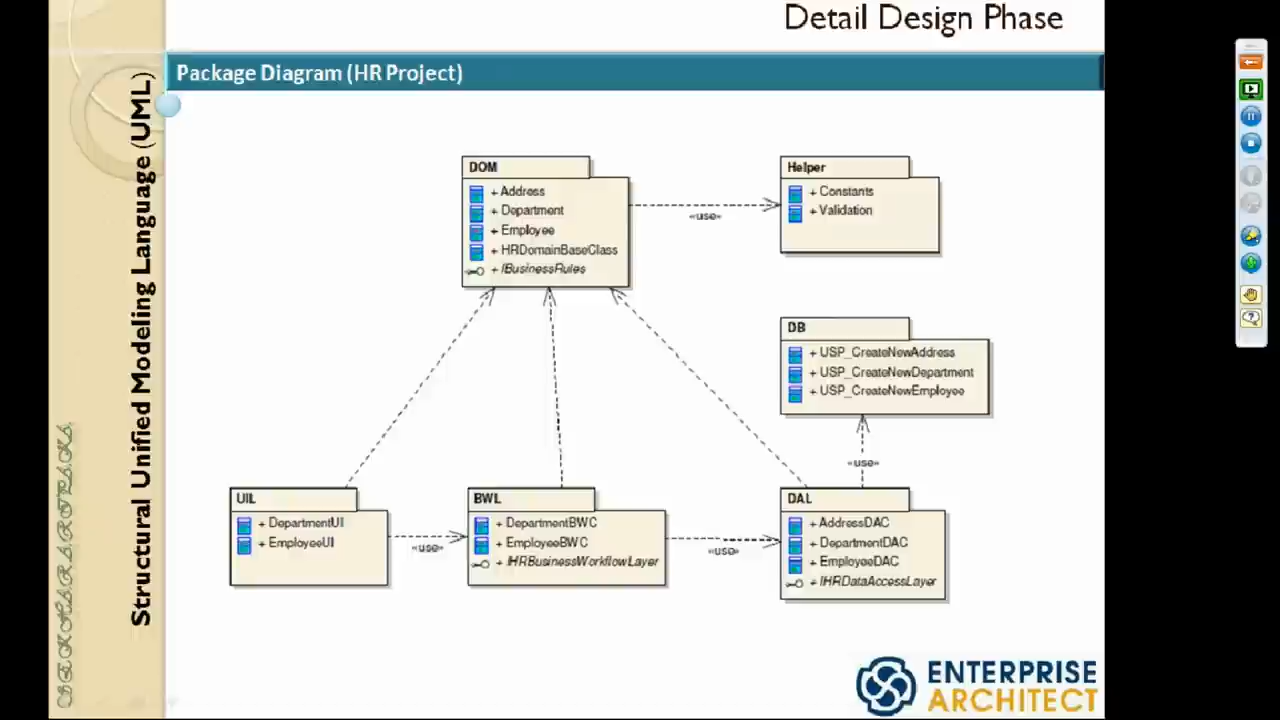 Detail Design Phase
Package Diagram (HR Project)
Structural Unified Modeling Language (UML)
DOM
+ Address
+ Department
+ Employee
+ HRDomainBaseClass
+ IBusinessRules
«use»
Helper
+ Constants
+ Validation
DB
+ USP_CreateNewAddress
+ USP_CreateNewDepartment
+ USP_CreateNewEmployee
«use»
UIL
+ DepartmentUI
+ EmployeeUI
«use»
BWL
+ DepartmentBWC
+ EmployeeBWC
+ IHRBusinessWorkflowLayer
«use»
DAL
+ AddressDAC
+ DepartmentDAC
+ EmployeeDAC
+ IHRDataAccessLayer
ENTERPRISE
ARCHITECT